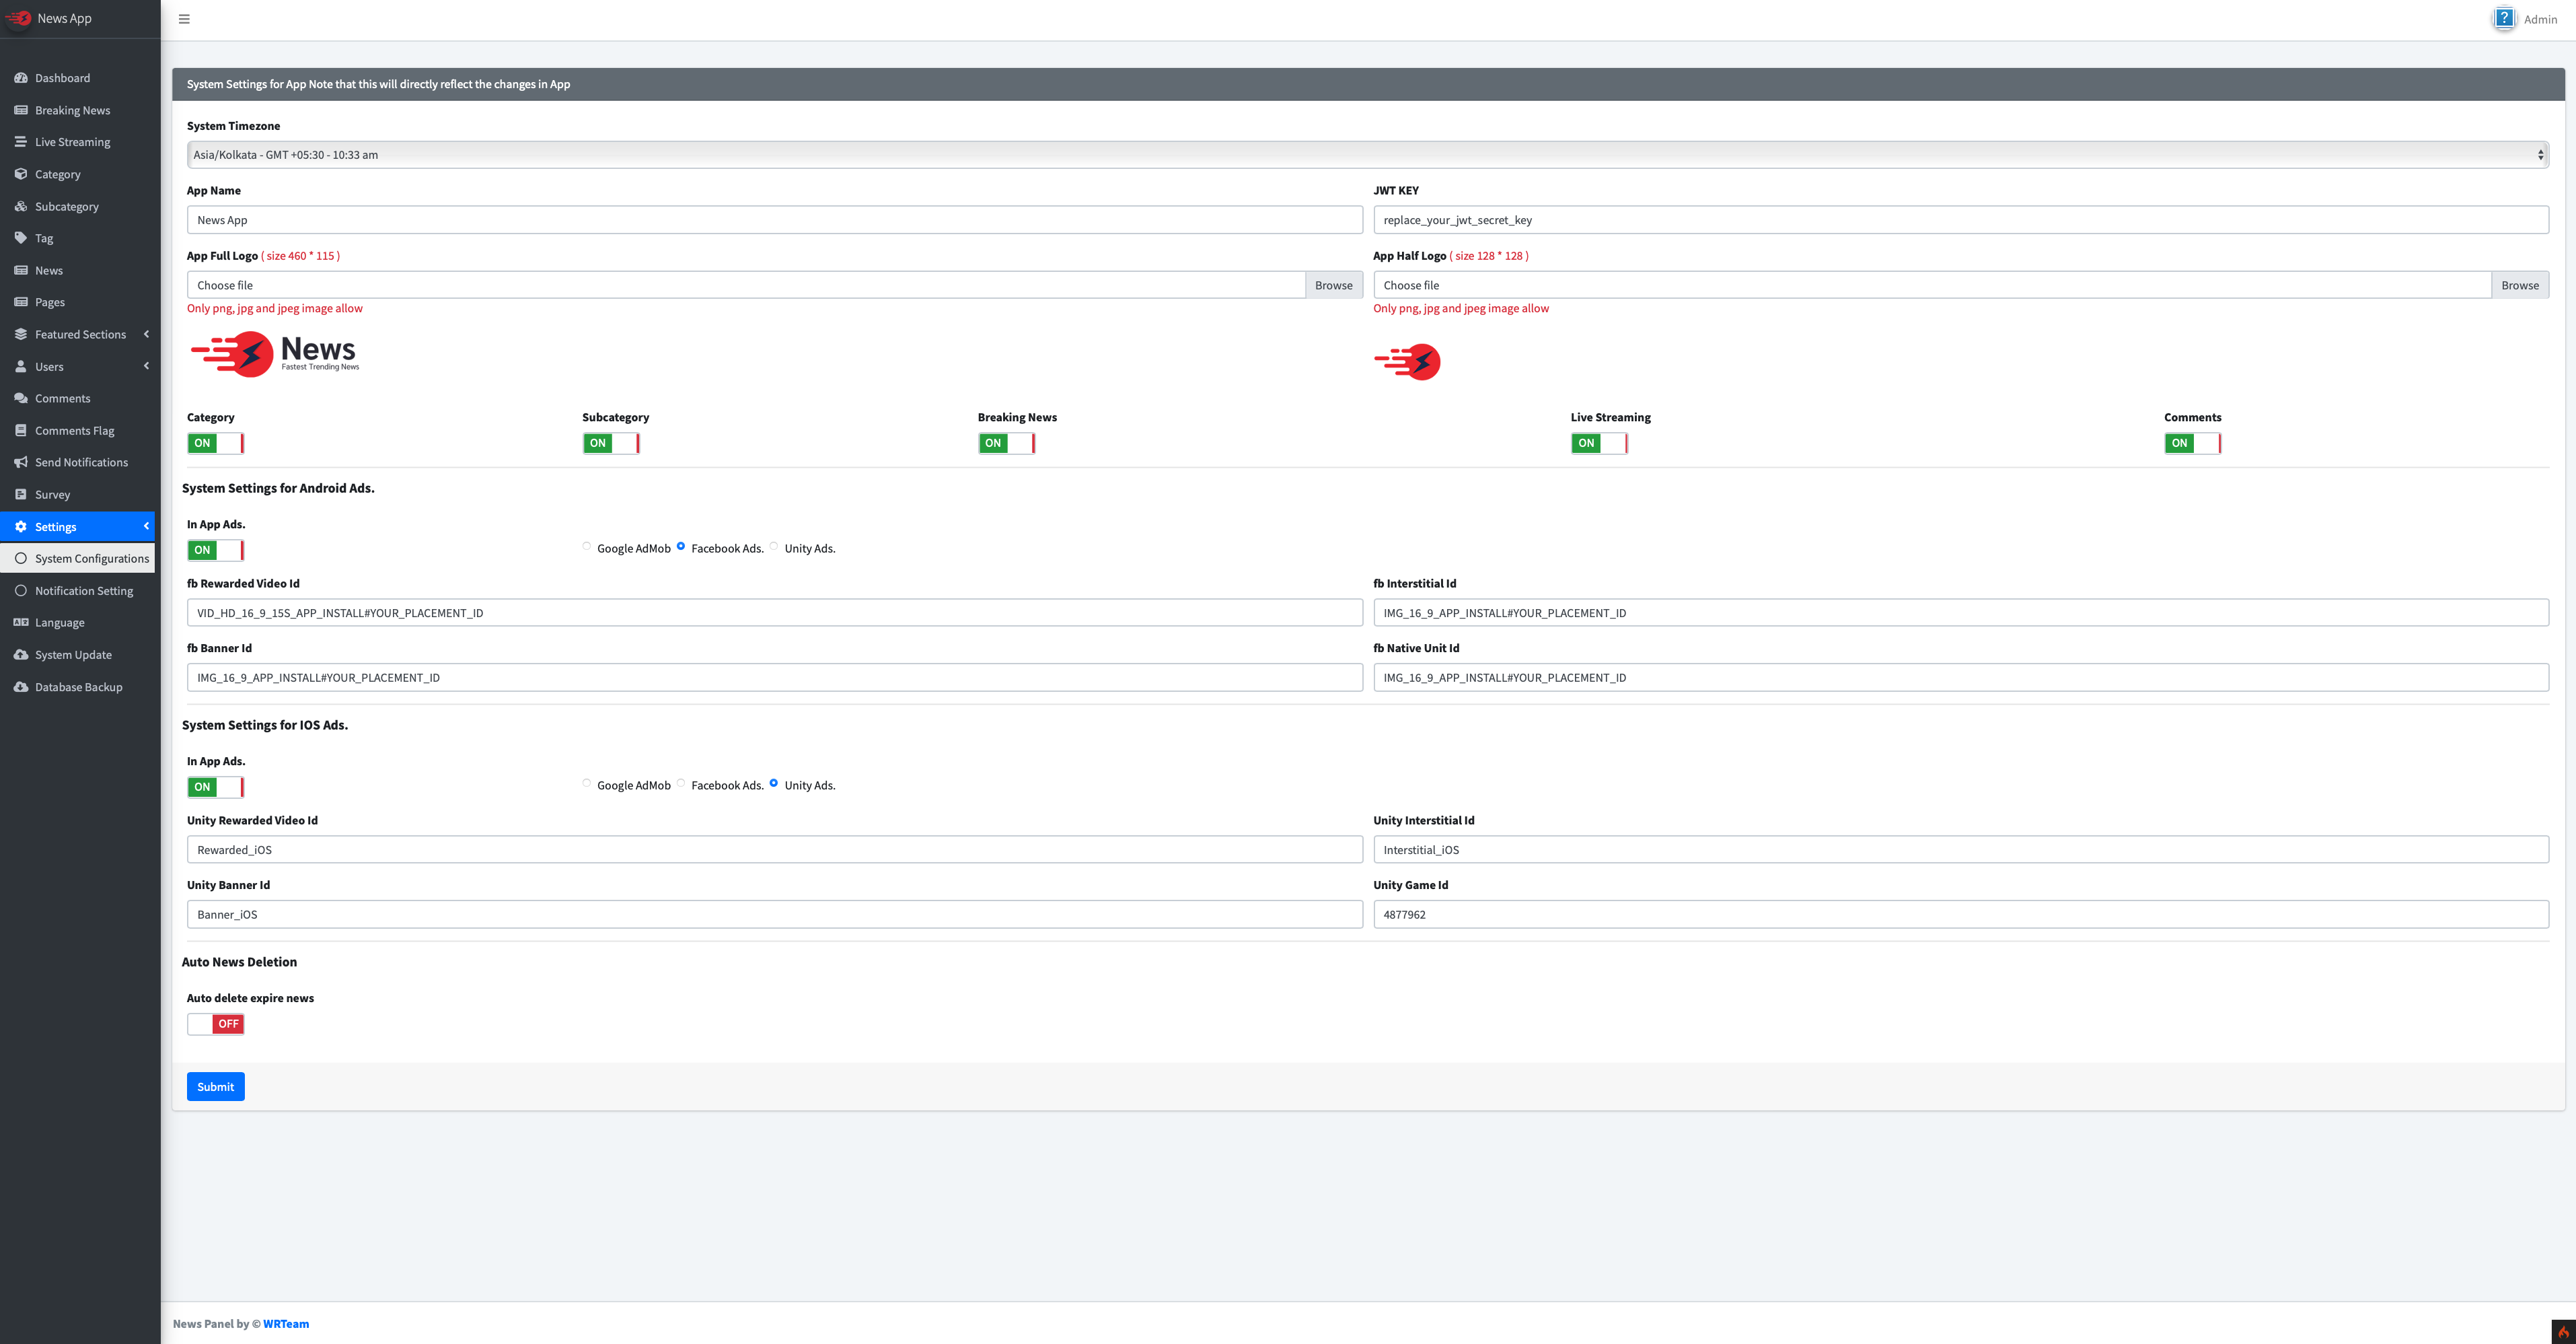 News App
Admin
Dashboard
Breaking News
Live Streaming
Category
Subcategory
Tag
News
Pages
Featured Sections
Users
Comments
Comments Flag
Send Notifications
Survey
Settings
System Configurations
Notification Setting
Language
System Update
Database Backup
System Settings for App Note that this will directly reflect the changes in App
System Timezone
Asia/Kolkata - GMT +05:30 - 10:33 am
App Name
JWT KEY
News App
replace_your_jwt_secret_key
App Full Logo ( size 460 * 115 )
App Half Logo ( size 128 * 128 )
Choose file Browse
Choose file Browse
Only png, jpg and jpeg image allow
Only png, jpg and jpeg image allow
News
Fastest Trending News
Category Subcategory Breaking News Live Streaming Comments
ON ON ON ON ON
System Settings for Android Ads.
In App Ads.
ON Google AdMob Facebook Ads. Unity Ads.
fb Rewarded Video Id
fb Interstitial Id
VID_HD_16_9_15S_APP_INSTALL#YOUR_PLACEMENT_ID
IMG_16_9_APP_INSTALL#YOUR_PLACEMENT_ID
fb Banner Id
fb Native Unit Id
IMG_16_9_APP_INSTALL#YOUR_PLACEMENT_ID
IMG_16_9_APP_INSTALL#YOUR_PLACEMENT_ID
System Settings for IOS Ads.
In App Ads.
ON Google AdMob Facebook Ads. Unity Ads.
Unity Rewarded Video Id
Unity Interstitial Id
Rewarded_iOS
Interstitial_iOS
Unity Banner Id
Unity Game Id
Banner_iOS
4877962
Auto News Deletion
Auto delete expire news
OFF
Submit
News Panel by © WRTeam